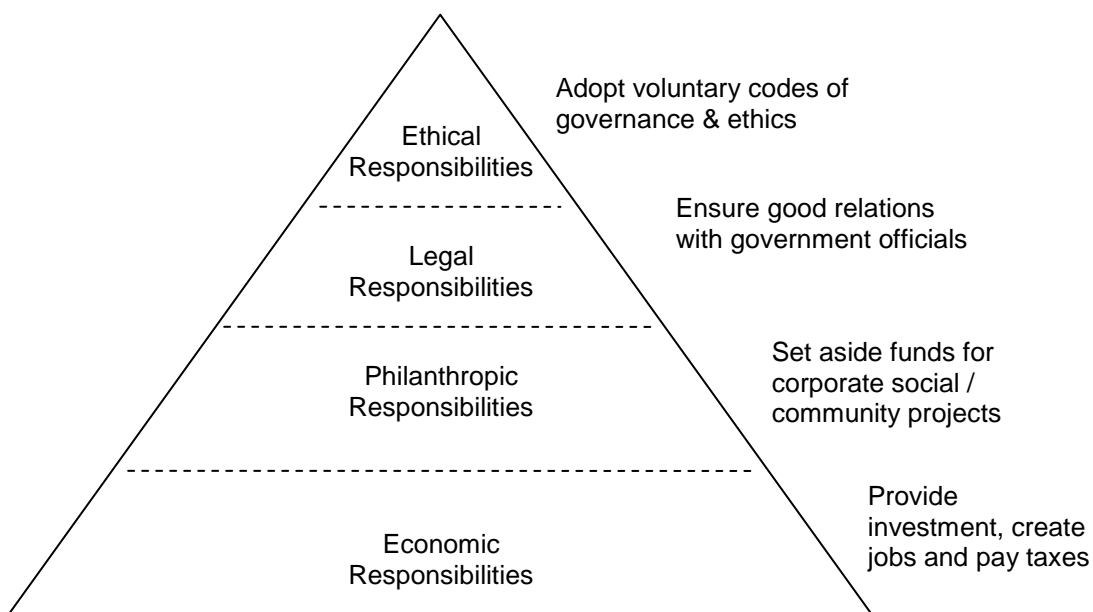 Adopt voluntary codes of
governance & ethics
Ethical
Responsibilities
Ensure good relations
with government officials
Legal
Responsibilities
Set aside funds for
corporate social /
community projects
Philanthropic
Responsibilities
Provide
investment, create
jobs and pay taxes
Economic
Responsibilities